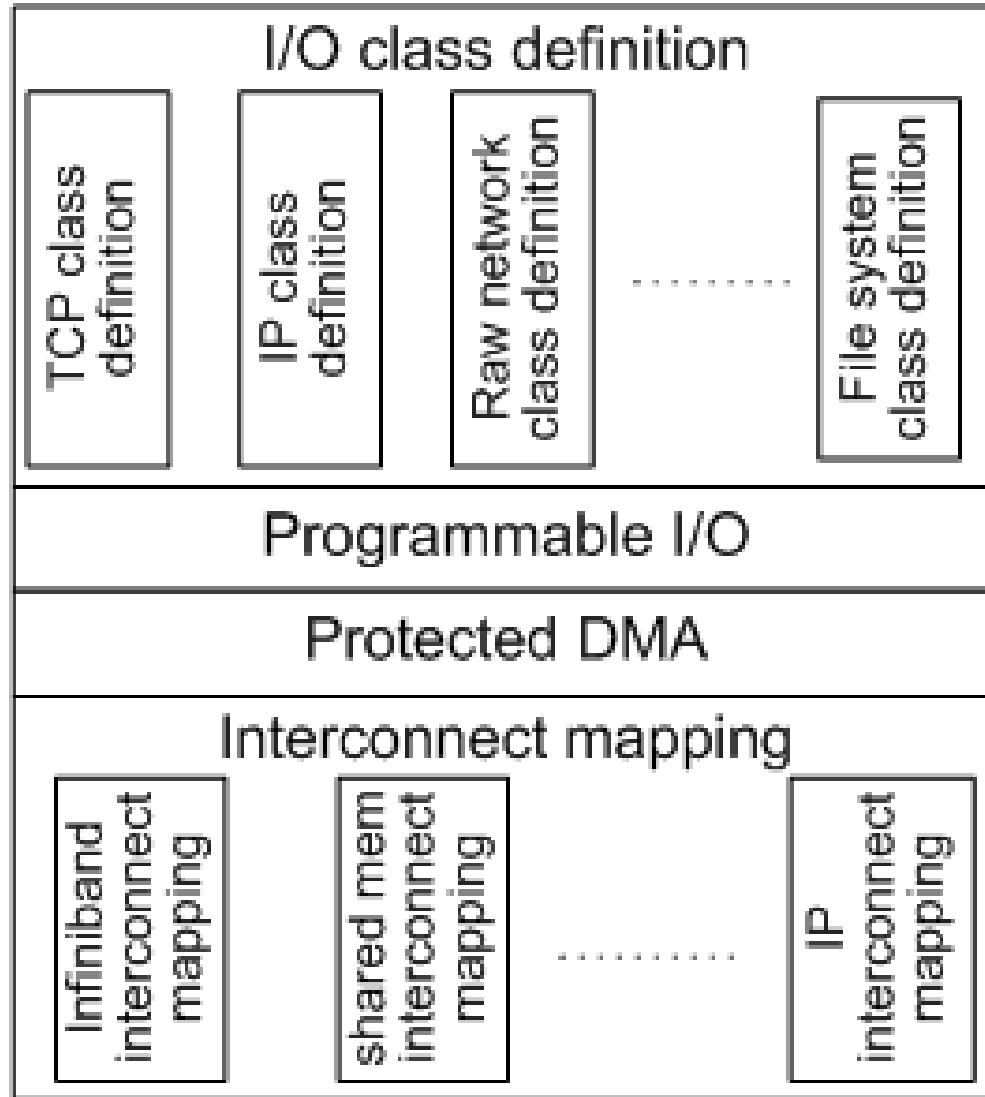 I/O class definition
TCP class
definition
IP class
definition
Raw network
class definition
File system
class definition
Programmable I/O
Protected DMA
Interconnect mapping
Infiniband
interconnect
mapping
shared mem
interconnect
mapping
IP
interconnect
mapping